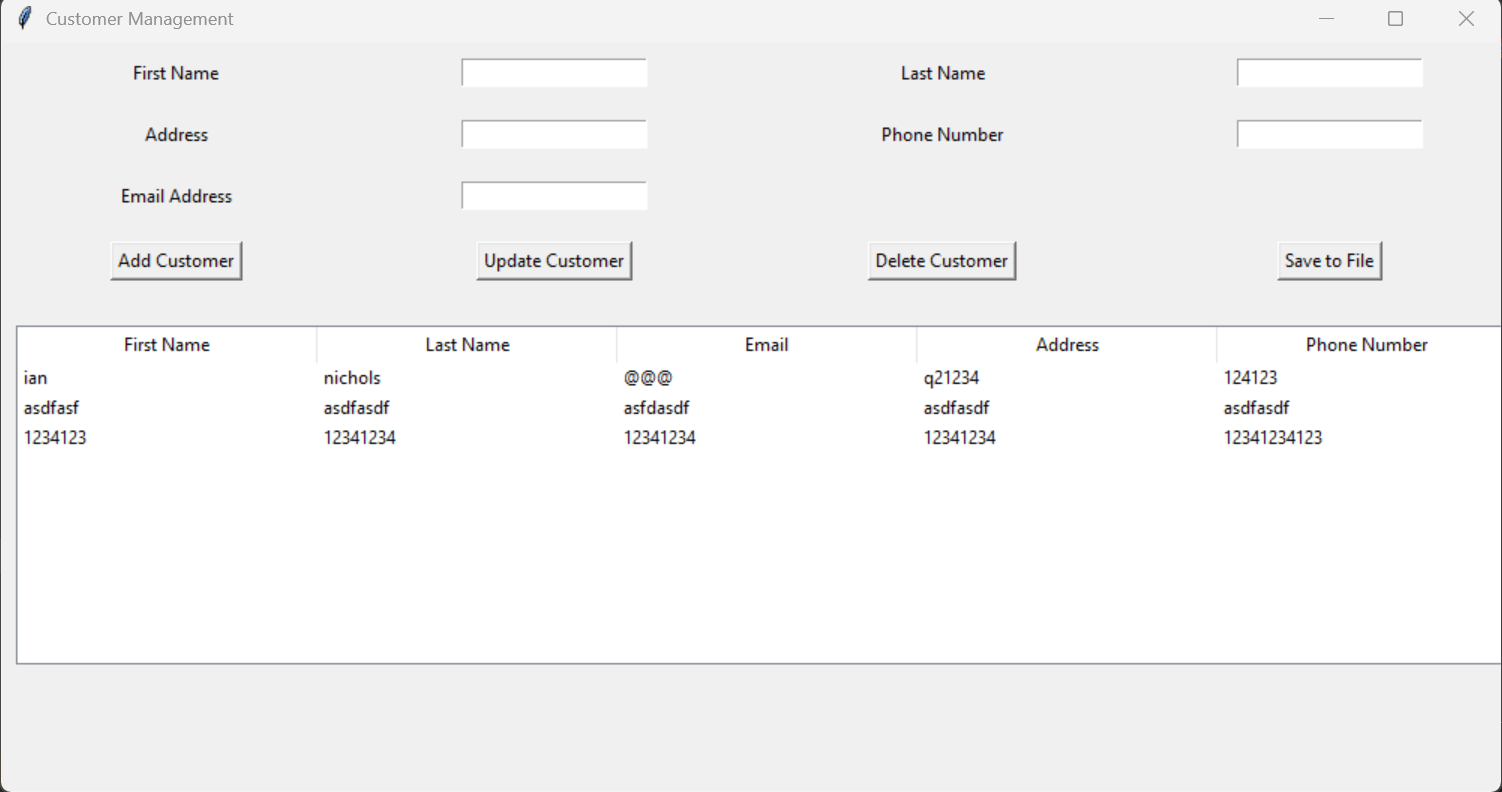 Customer Management
First Name Last Name
Address Phone Number
Email Address
Add Customer Update Customer Delete Customer Save to File
First Name Last Name Email Address Phone Number
ian nichols @@@ q21234 124123
asdfasf asdfasdf asfdasdf asdfasdf asdfasdf
1234123 12341234 12341234 12341234 12341234123